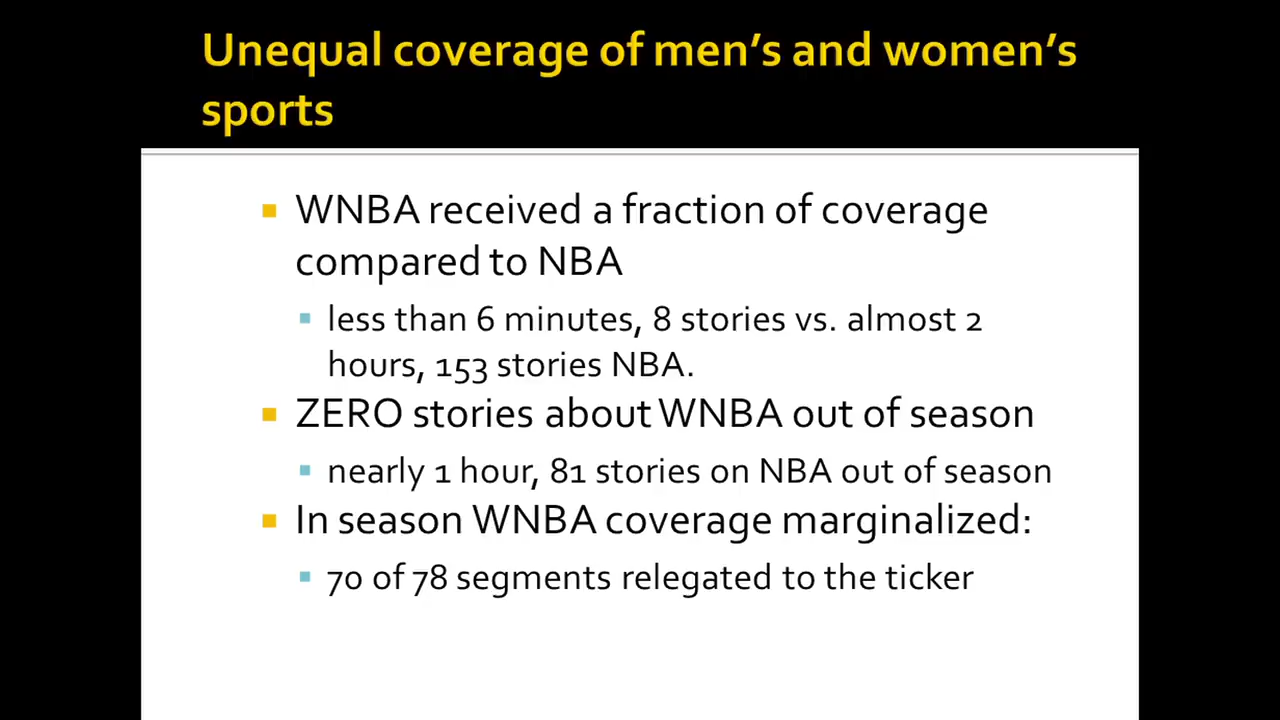 Unequal coverage of men’s and women’s
sports
WNBA received a fraction of coverage
compared to NBA
less than 6 minutes, 8 stories vs. almost 2
hours, 153 stories NBA.
ZERO stories about WNBA out of season
nearly 1 hour, 81 stories on NBA out of season
In season WNBA coverage marginalized:
70 of 78 segments relegated to the ticker